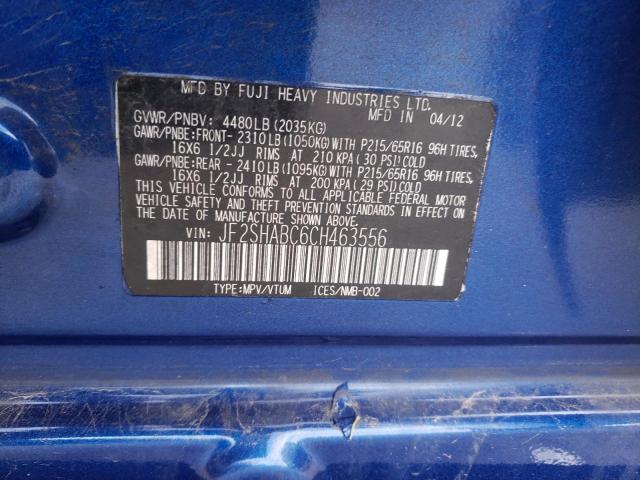 MFD BY FUJI HEAVY INDUSTRIES LTD.
MFD IN 04/12
GVWR/PNBV: 4480LB(2035KG)
GAWR/PNBE:FRONT- 2310LB(1050KG)WITH P215/65R16 96H TIRES,
16X6 1/2JJ RIMS AT 210 KPA(30 PSI)COLD
GAWR/PNBE:REAR - 2410LB(1095KG)WITH P215/65R16 96H TIRES,
16X6 1/2JJ RIMS AT 200 KPA(29 PSI)COLD
THIS VEHICLE CONFORMS TO ALL APPLICABLE FEDERAL MOTOR
VEHICLE SAFETY STANDARDS IN EFFECT ON THE DATE OF
MANUFACTURE SHOWN ABOVE.
VIN: JF2SHABC6CH463556
TYPE:MPV/VTUM ICES/NMB-002